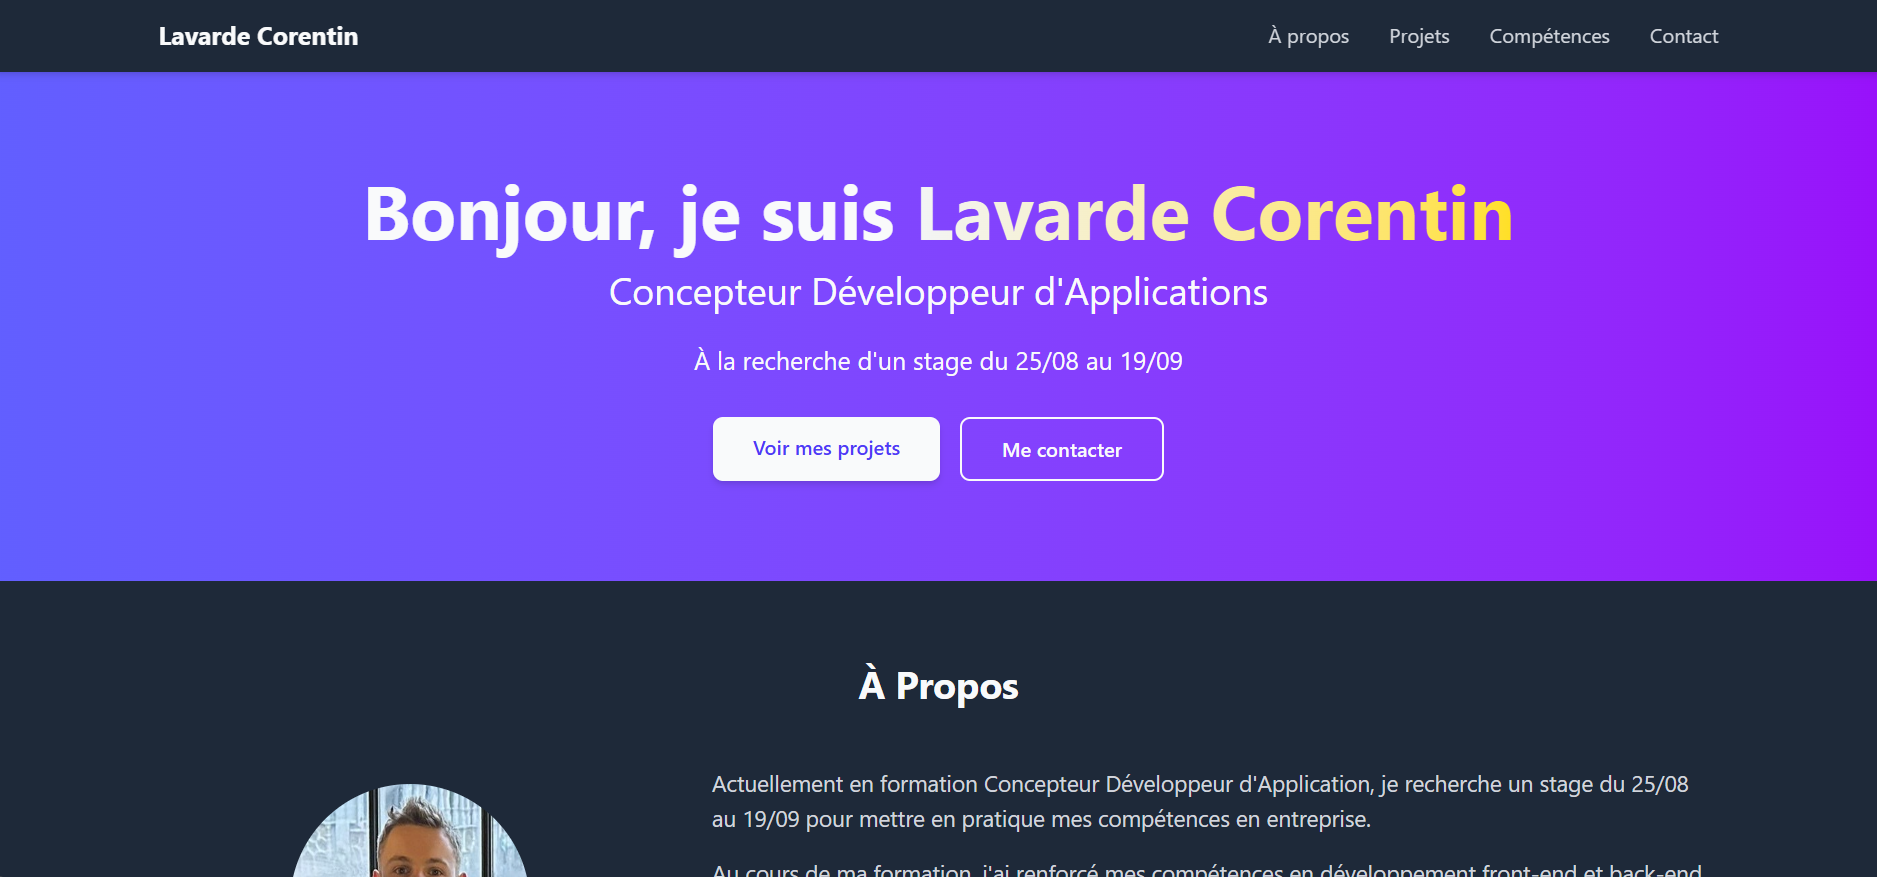 Lavarde Corentin
À propos
Projets
Compétences
Contact
Bonjour, je suis Lavarde Corentin
Concepteur Développeur d'Applications
À la recherche d'un stage du 25/08 au 19/09
Voir mes projets
Me contacter
À Propos
Actuellement en formation Concepteur Développeur d'Application, je recherche un stage du 25/08
au 19/09 pour mettre en pratique mes compétences en entreprise.
Au cours de ma formation, j'ai renforcé mes compétences en développement front-end et back-end